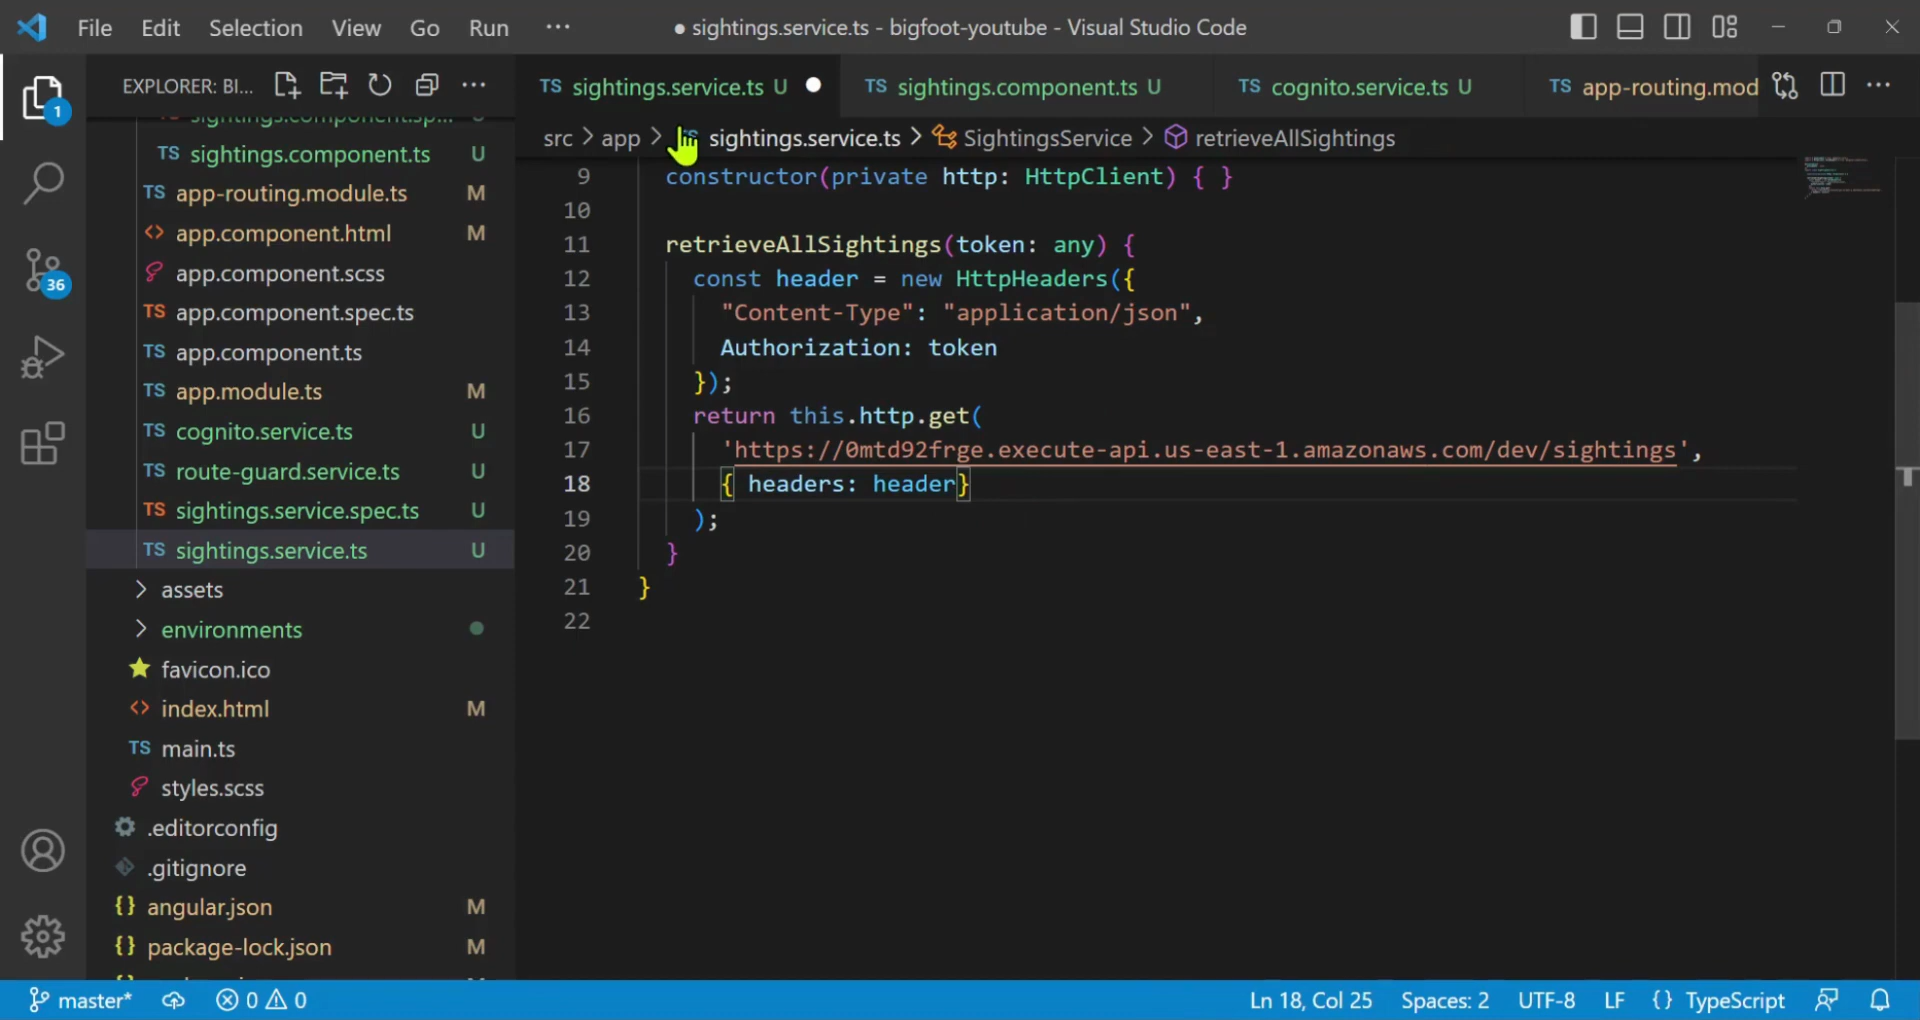 File Edit Selection View Go Run ··· ● sightings.service.ts - bigfoot-youtube - Visual Studio Code
EXPLORER: BI... ···
TS sightings.service.ts U ● TS sightings.component.ts U TS cognito.service.ts U TS app-routing.mod ···
src > app > sightings.service.ts > SightingsService > retrieveAllSightings
1
36
sightings.component.sp...
TS sightings.component.ts U
TS app-routing.module.ts M
<> app.component.html M
app.component.scss
TS app.component.spec.ts
TS app.component.ts
TS app.module.ts M
TS cognito.service.ts U
TS route-guard.service.ts U
TS sightings.service.spec.ts U
TS sightings.service.ts U
> assets
> environments
favicon.ico
<> index.html M
TS main.ts
styles.scss
.editorconfig
.gitignore
{} angular.json M
{} package-lock.json M
9 constructor(private http: HttpClient) { }
10
11 retrieveAllSightings(token: any) {
12 const header = new HttpHeaders({
13 "Content-Type": "application/json",
14 Authorization: token
15 });
16 return this.http.get(
17 'https://0mtd92frge.execute-api.us-east-1.amazonaws.com/dev/sightings',
18 { headers: header}
19 );
20 }
21 }
22
master* 0 0 Ln 18, Col 25 Spaces: 2 UTF-8 LF {} TypeScript